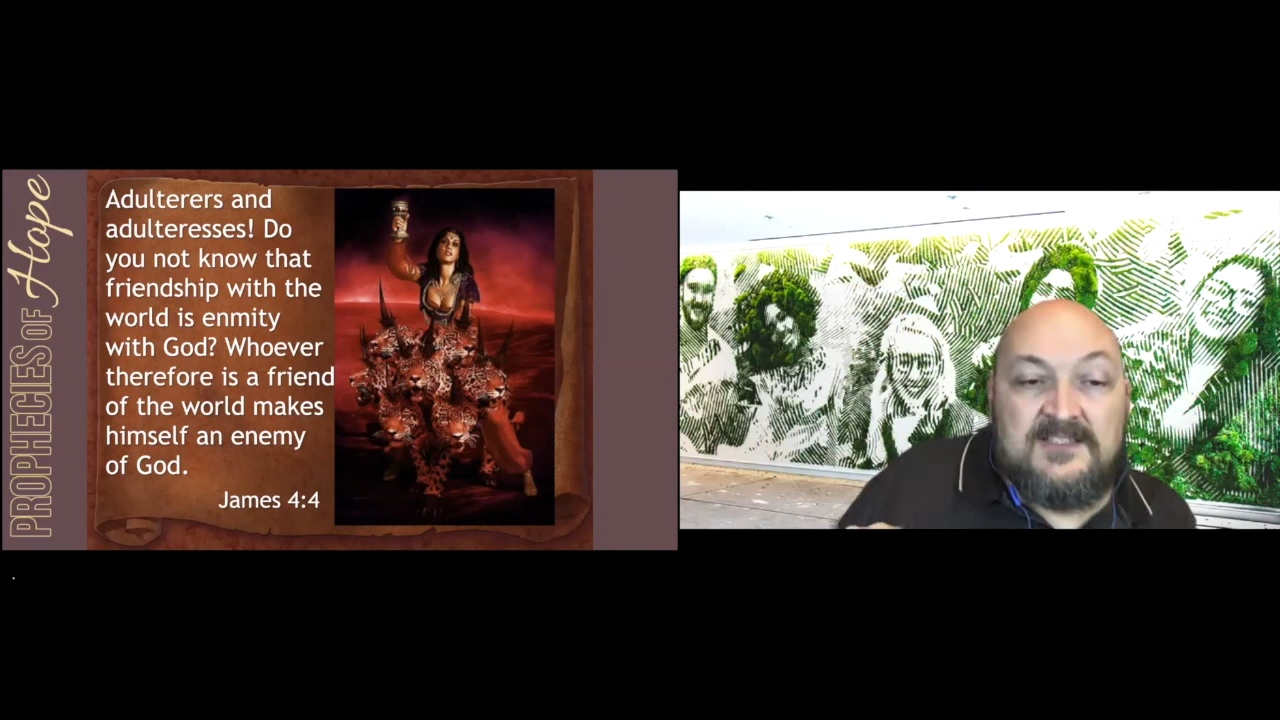 PROPHECIES OF Hope
Adulterers and
adulteresses! Do
you not know that
friendship with the
world is enmity
with God? Whoever
therefore is a friend
of the world makes
himself an enemy
of God.
James 4:4
.